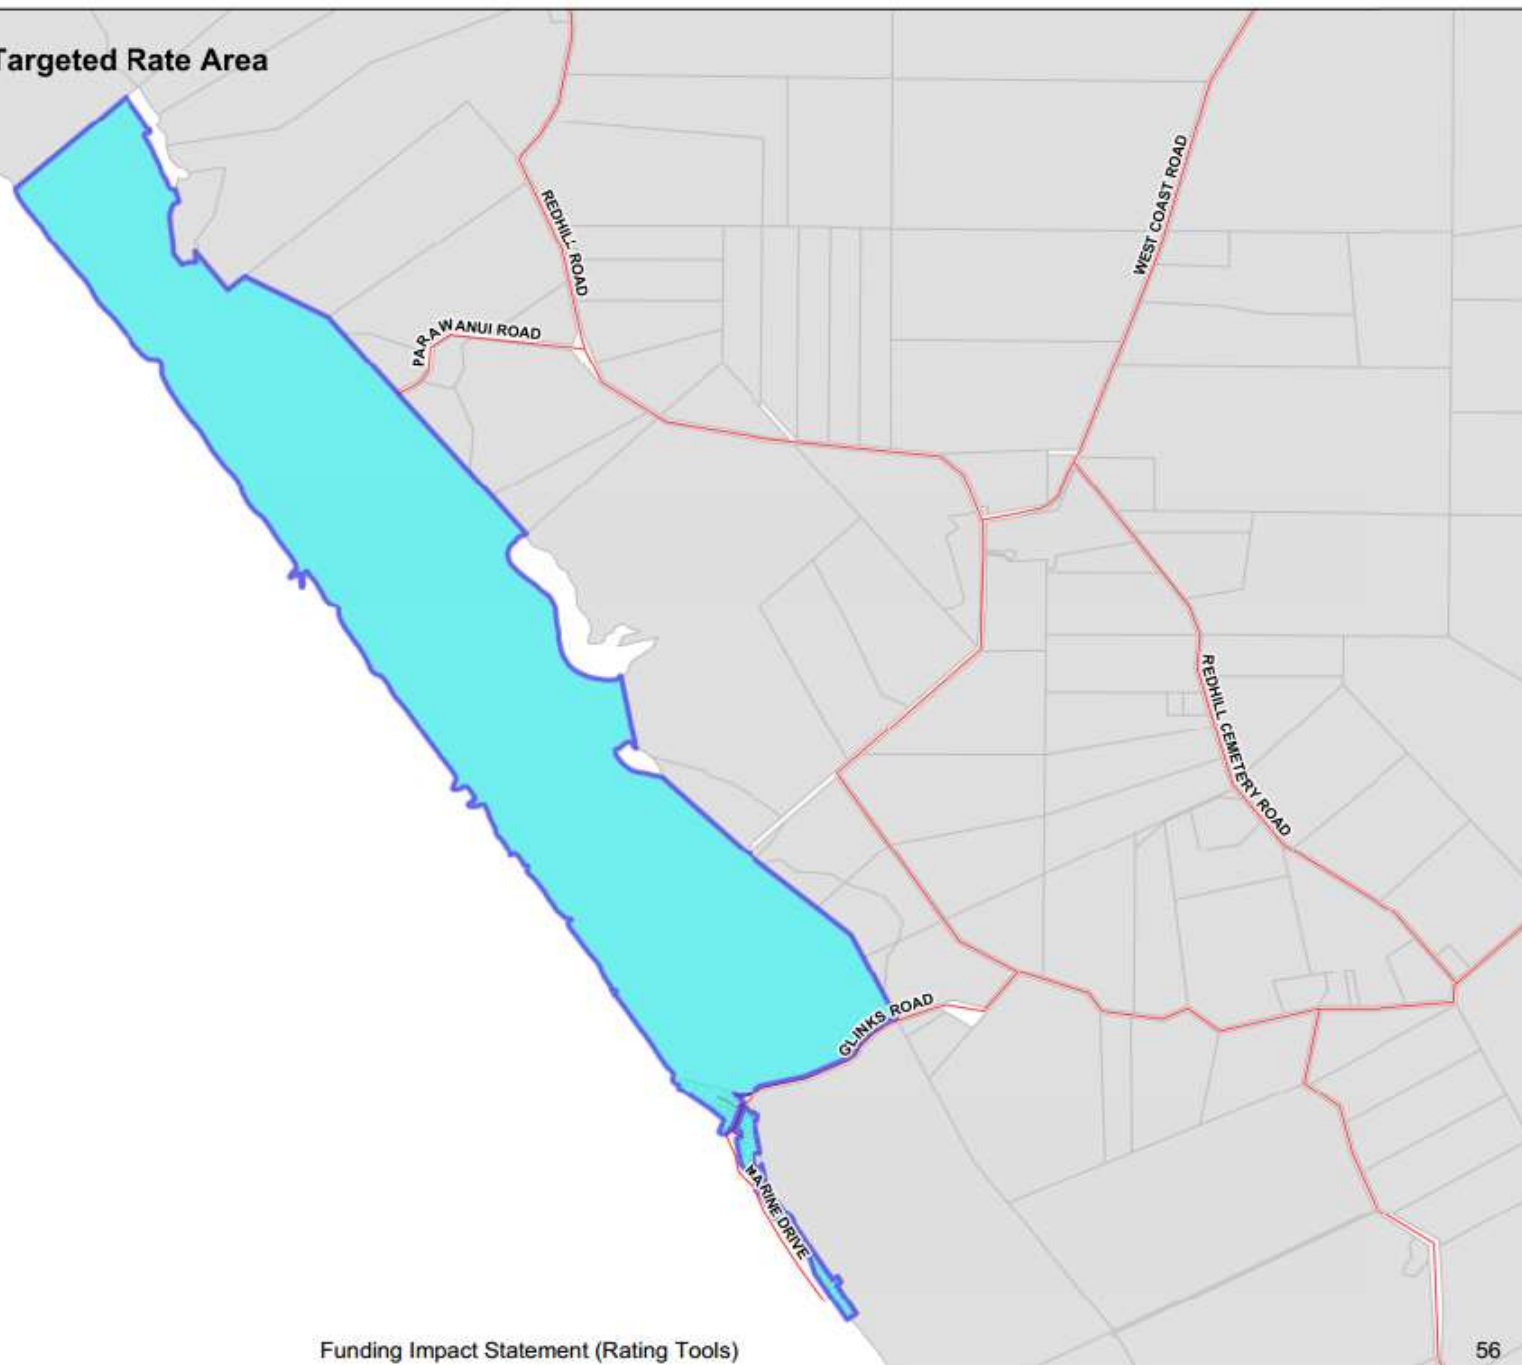 Targeted Rate Area
WEST COAST ROAD
REDHILL ROAD
PARAWANUI ROAD
REDHILL CEMETERY ROAD
GLINKS ROAD
MARINE DRIVE
Funding Impact Statement (Rating Tools)
56